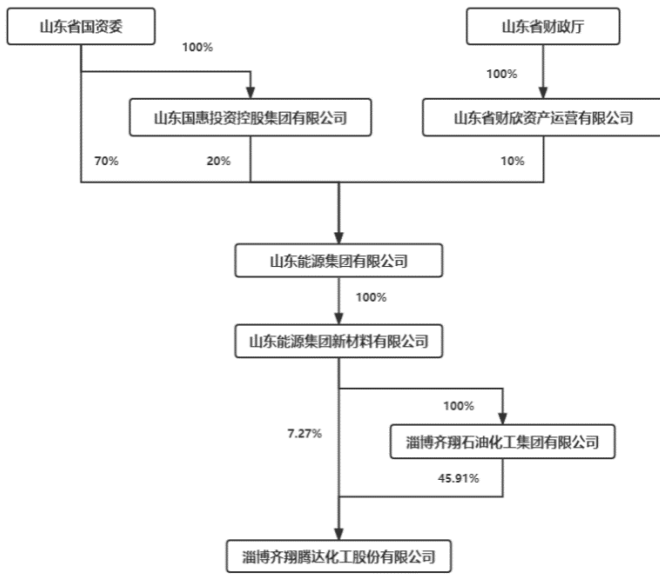 山东省国资委
山东省财政厅
100%
100%
山东国惠投资控股集团有限公司
山东省财欣资产运营有限公司
70%
20%
10%
山东能源集团有限公司
100%
山东能源集团新材料有限公司
100%
7.27%
淄博齐翔石油化工集团有限公司
45.91%
淄博齐翔腾达化工股份有限公司